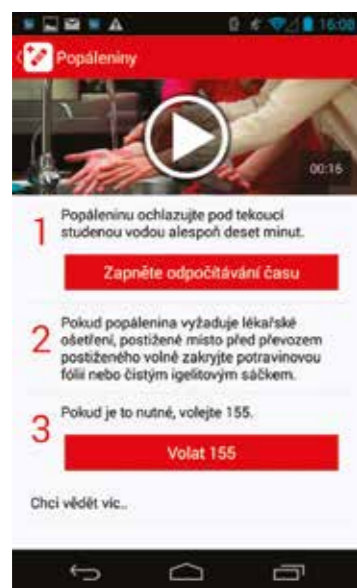 16:00
Popáleniny
00:15
1
Popáleninu ochlazujte pod tekoucí
studenou vodou alespoň deset minut.
Zapněte odpočítávání času
2
Pokud popálenina vyžaduje lékařské
ošetření, postižené místo před převozem
postiženého volně zakryjte potravinovou
fólií nebo čistým igelitovým sáčkem.
3
Pokud je to nutné, volejte 155.
Volat 155
Chci vědět víc..